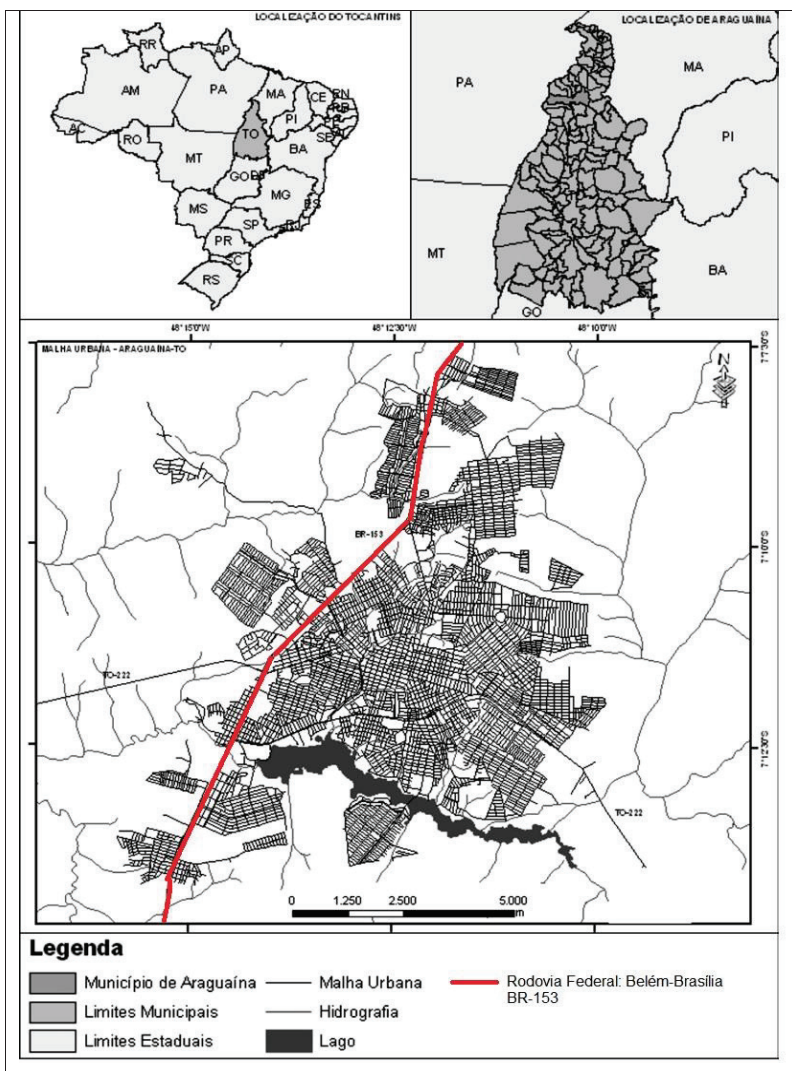 LOCALIZAÇÃO DO TOCANTINS
RR
AP
AM
PA
MA
CE
RN
PI
AC
TO
SE
RO
BA
MT
GO
MG
ES
MS
SP
PR
SC
RS
LOCALIZAÇÃO DE ARAGUAÍNA
PA
MA
PI
MT
BA
GO
48°15'0"W
48°12'30"W
48°10'0"W
MALHA URBANA - ARAGUAÍNA-TO
N
7°7'30"S
BR-153
7°10'0"S
TO-222
7°12'30"S
TO-222
0 1.250 2.500 5.000
m
Legenda
Município de Araguaína
Malha Urbana
Rodovia Federal: Belém-Brasília
BR-153
Limites Municipais
Hidrografia
Limites Estaduais
Lago